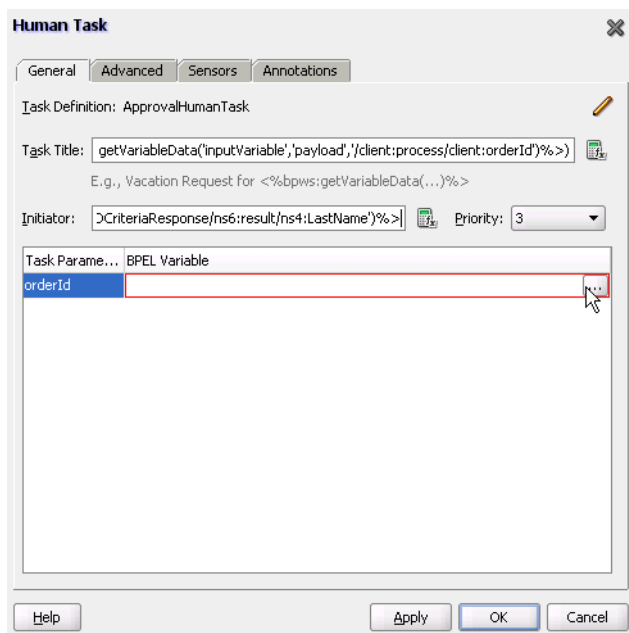 Human Task
General Advanced Sensors Annotations
Task Definition: ApprovalHumanTask
Task Title: getVariableData('inputVariable','payload','/client:process/client:orderId')%>)
E.g., Vacation Request for <%bpws:getVariableData(...)%>
Initiator: OCriteriaResponse/ns6:result/ns4:LastName')%> Priority: 3
Task Parame... BPEL Variable
orderId ...
Help Apply OK Cancel